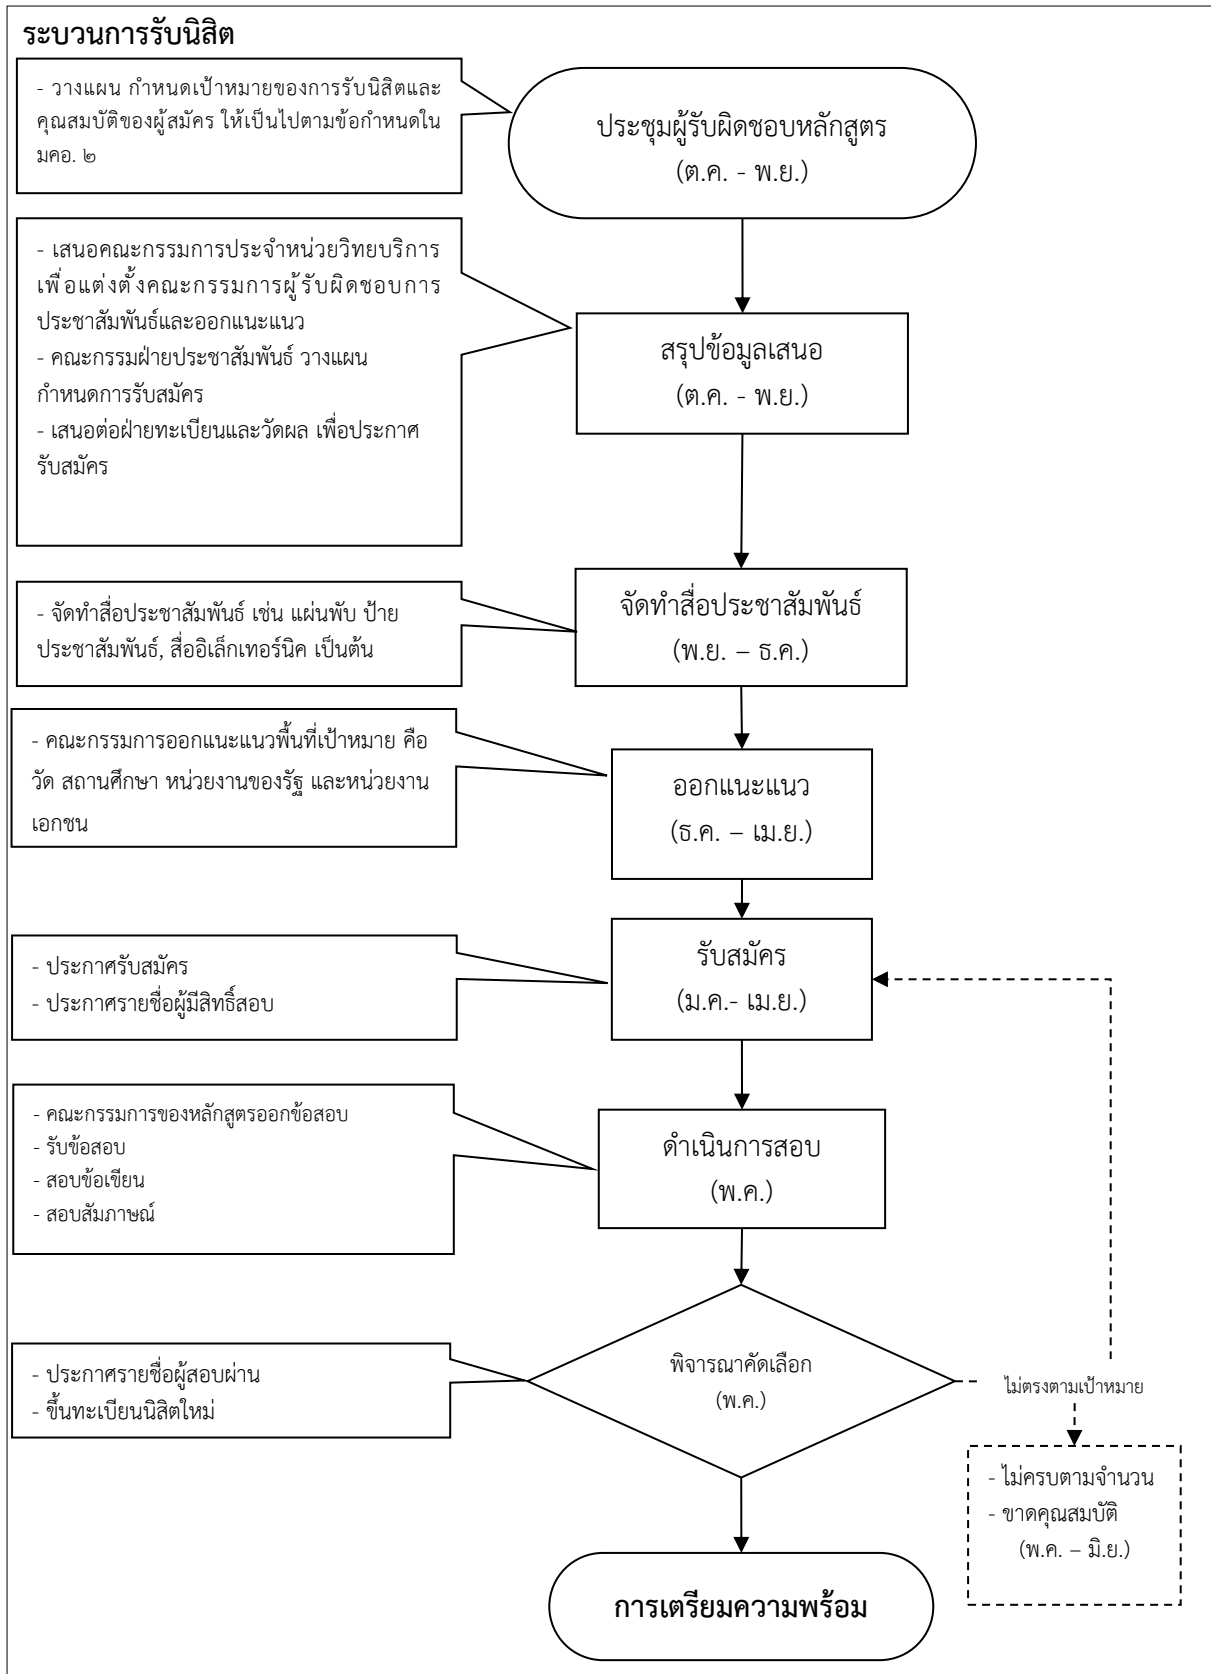 ระบวนการรับนิสิต
- วางแผน กำหนดเป้าหมายของการรับนิสิตและ
คุณสมบัติของผู้สมัคร ให้เป็นไปตามข้อกำหนดใน
มคอ. ๒
ประชุมผู้รับผิดชอบหลักสูตร
(ต.ค. - พ.ย.)
- เสนอคณะกรรมการประจำหน่วยวิทยบริการ
เพื่อแต่งตั้งคณะกรรมการผู้รับผิดชอบการ
ประชาสัมพันธ์และออกแนะแนว
- คณะกรรมฝ่ายประชาสัมพันธ์ วางแผน
กำหนดการรับสมัคร
- เสนอต่อฝ่ายทะเบียนและวัดผล เพื่อประกาศ
รับสมัคร
สรุปข้อมูลเสนอ
(ต.ค. - พ.ย.)
- จัดทำสื่อประชาสัมพันธ์ เช่น แผ่นพับ ป้าย
ประชาสัมพันธ์, สื่ออิเล็กเทอร์นิค เป็นต้น
จัดทำสื่อประชาสัมพันธ์
(พ.ย. – ธ.ค.)
- คณะกรรมการออกแนะแนวพื้นที่เป้าหมาย คือ
วัด สถานศึกษา หน่วยงานของรัฐ และหน่วยงาน
เอกชน
ออกแนะแนว
(ธ.ค. – เม.ย.)
- ประกาศรับสมัคร
- ประกาศรายชื่อผู้มีสิทธิ์สอบ
รับสมัคร
(ม.ค.- เม.ย.)
- คณะกรรมการของหลักสูตรออกข้อสอบ
- รับข้อสอบ
- สอบข้อเขียน
- สอบสัมภาษณ์
ดำเนินการสอบ
(พ.ค.)
- ประกาศรายชื่อผู้สอบผ่าน
- ขึ้นทะเบียนนิสิตใหม่
พิจารณาคัดเลือก
(พ.ค.)
ไม่ตรงตามเป้าหมาย
- ไม่ครบตามจำนวน
- ขาดคุณสมบัติ
(พ.ค. – มิ.ย.)
การเตรียมความพร้อม